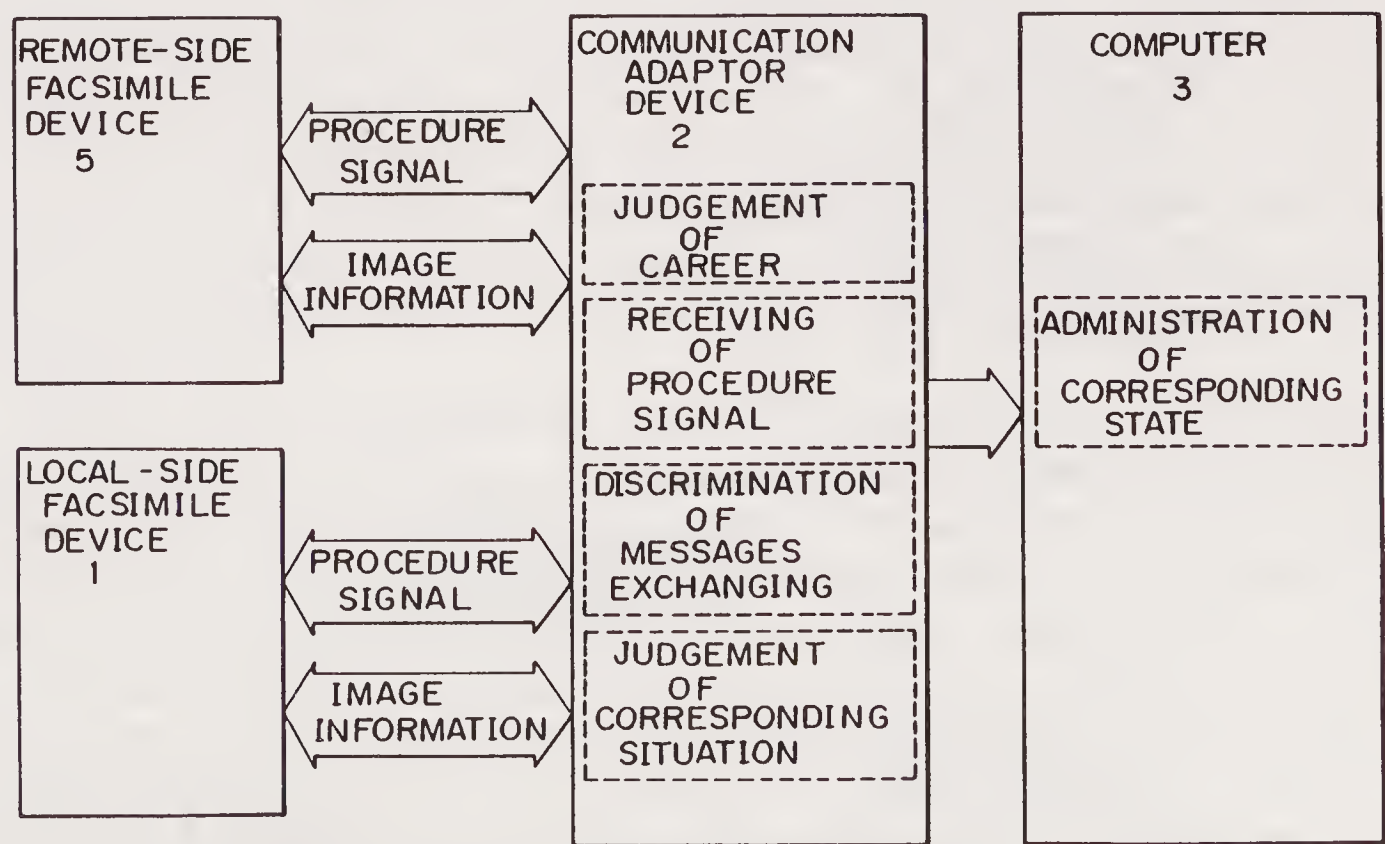 REMOTE-SIDE
FACSIMILE
DEVICE
5
PROCEDURE
SIGNAL
IMAGE
INFORMATION
LOCAL-SIDE
FACSIMILE
DEVICE
1
PROCEDURE
SIGNAL
IMAGE
INFORMATION
COMMUNICATION
ADAPTOR
DEVICE
2
JUDGEMENT
OF
CAREER
RECEIVING
OF
PROCEDURE
SIGNAL
DISCRIMINATION
OF
MESSAGES
EXCHANGING
JUDGEMENT
OF
CORRESPONDING
SITUATION
COMPUTER
3
ADMINISTRATION
OF
CORRESPONDING
STATE